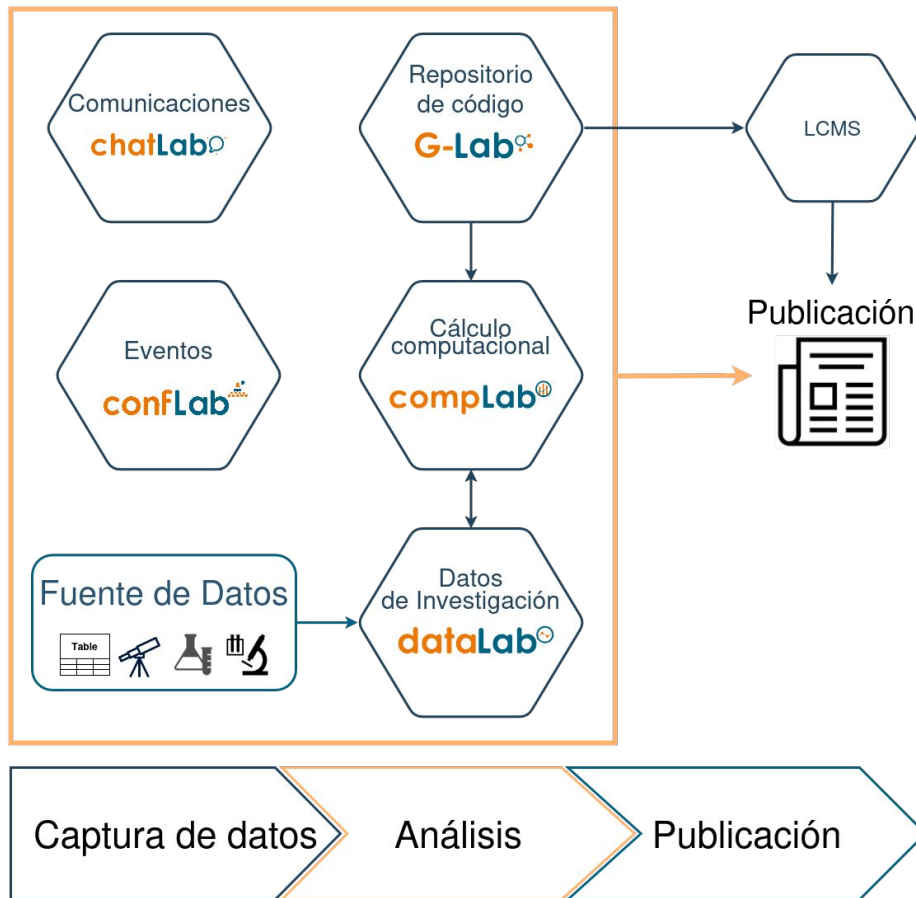 Comunicaciones
chatLab
Repositorio
de código
G-Lab
LCMS
Eventos
confLab
Cálculo
computacional
compLab
Publicación
Fuente de Datos
Table
Datos
de Investigación
dataLab
Captura de datos
Análisis
Publicación